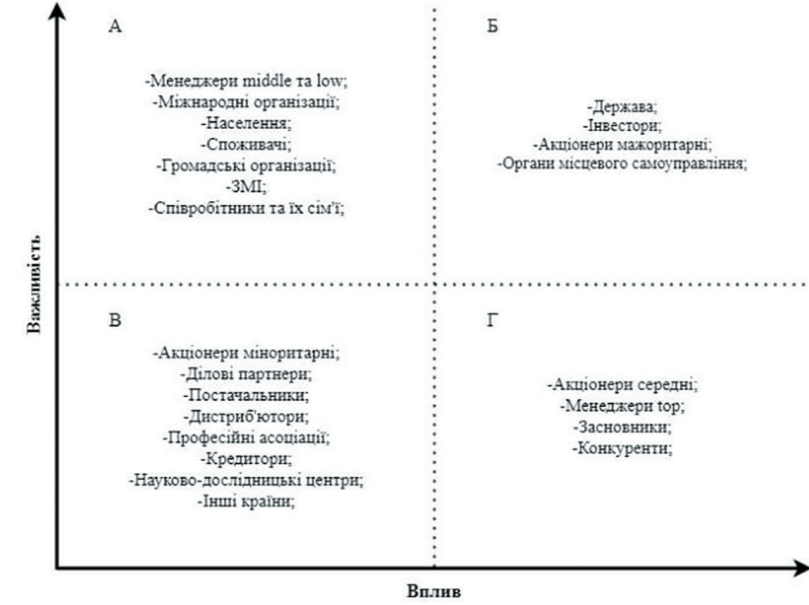 А
-Менеджери middle та low;
-Міжнародні організації;
-Населення;
-Споживачі;
-Громадські організації;
-ЗМІ;
-Співробітники та їх сім'ї;
Б
-Держава;
-Інвестори;
-Акціонери мажоритарні;
-Органи місцевого самоуправління;
Важливість
В
-Акціонери міноритарні;
-Ділові партнери;
-Постачальники;
-Дистриб'ютори;
-Професійні асоціації;
-Кредитори;
-Науково-дослідницькі центри;
-Інші країни;
Г
-Акціонери середні;
-Менеджери top;
-Засновники;
-Конкуренти;
Вплив